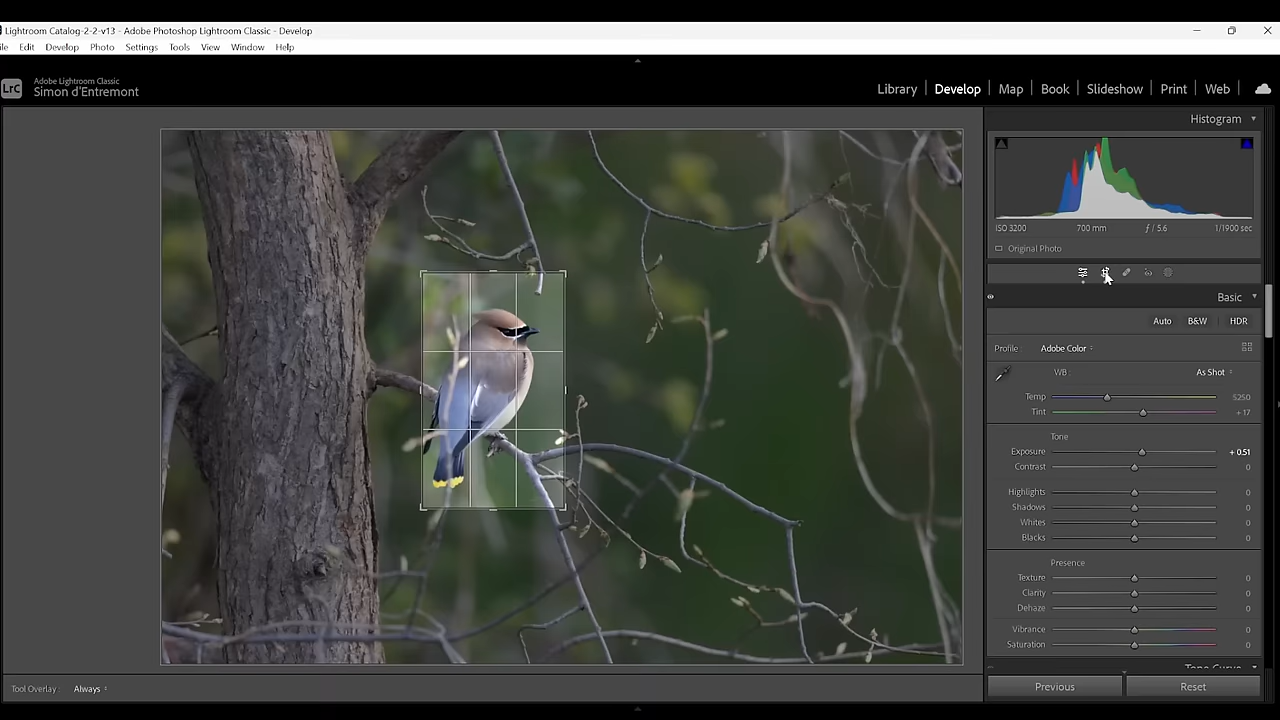 Lightroom Catalog-2-2-v13 - Adobe Photoshop Lightroom Classic - Develop
Edit Develop Photo Settings Tools View Window Help
LrC
Adobe Lightroom Classic
Simon d'Entremont
Library Develop Map Book Slideshow Print Web
Histogram
ISO 3200 700 mm ƒ / 5.6 1/1900 sec
Original Photo
Basic
Auto B&W HDR
Profile : Adobe Color
WB : As Shot
Temp 5250
Tint + 17
Tone
Exposure + 0.51
Contrast 0
Highlights 0
Shadows 0
Whites 0
Blacks 0
Presence
Texture 0
Clarity 0
Dehaze 0
Vibrance 0
Saturation 0
Tone Curve
Tool Overlay : Always
Previous Reset